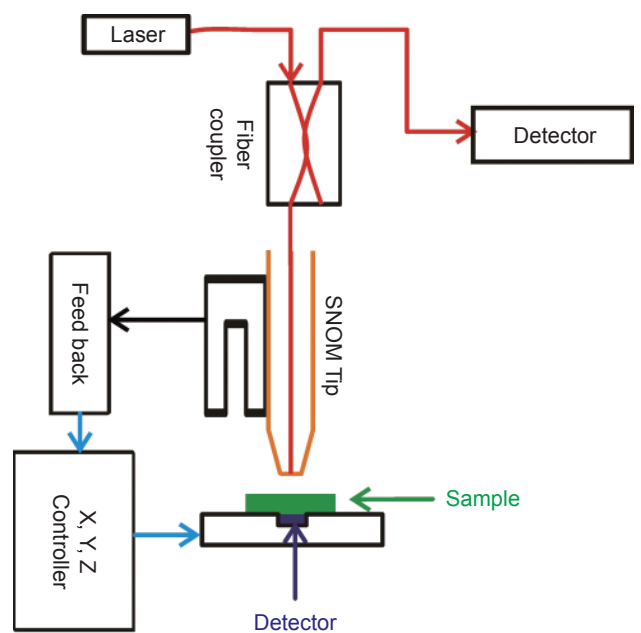 Laser
Fiber
coupler
Detector
SNOM Tip
Feed back
X, Y, Z
Controller
Sample
Detector